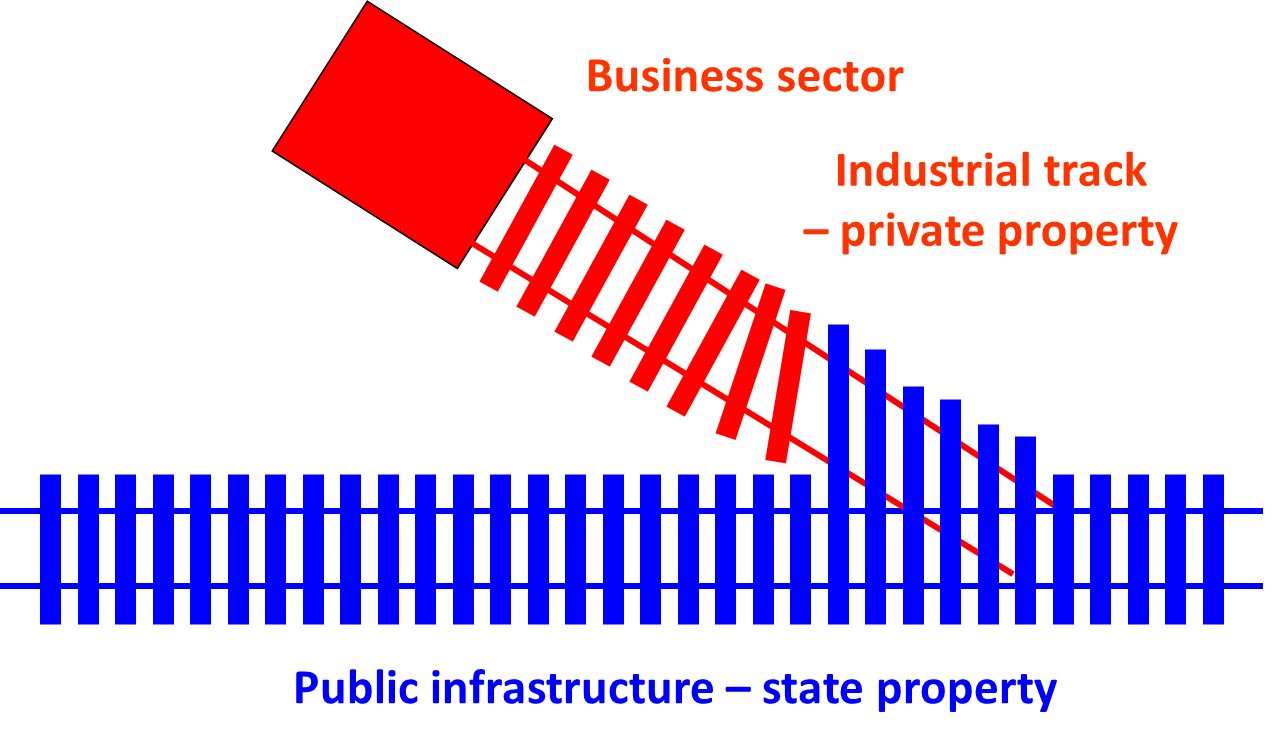 Business sector
Industrial track
– private property
Public infrastructure – state property